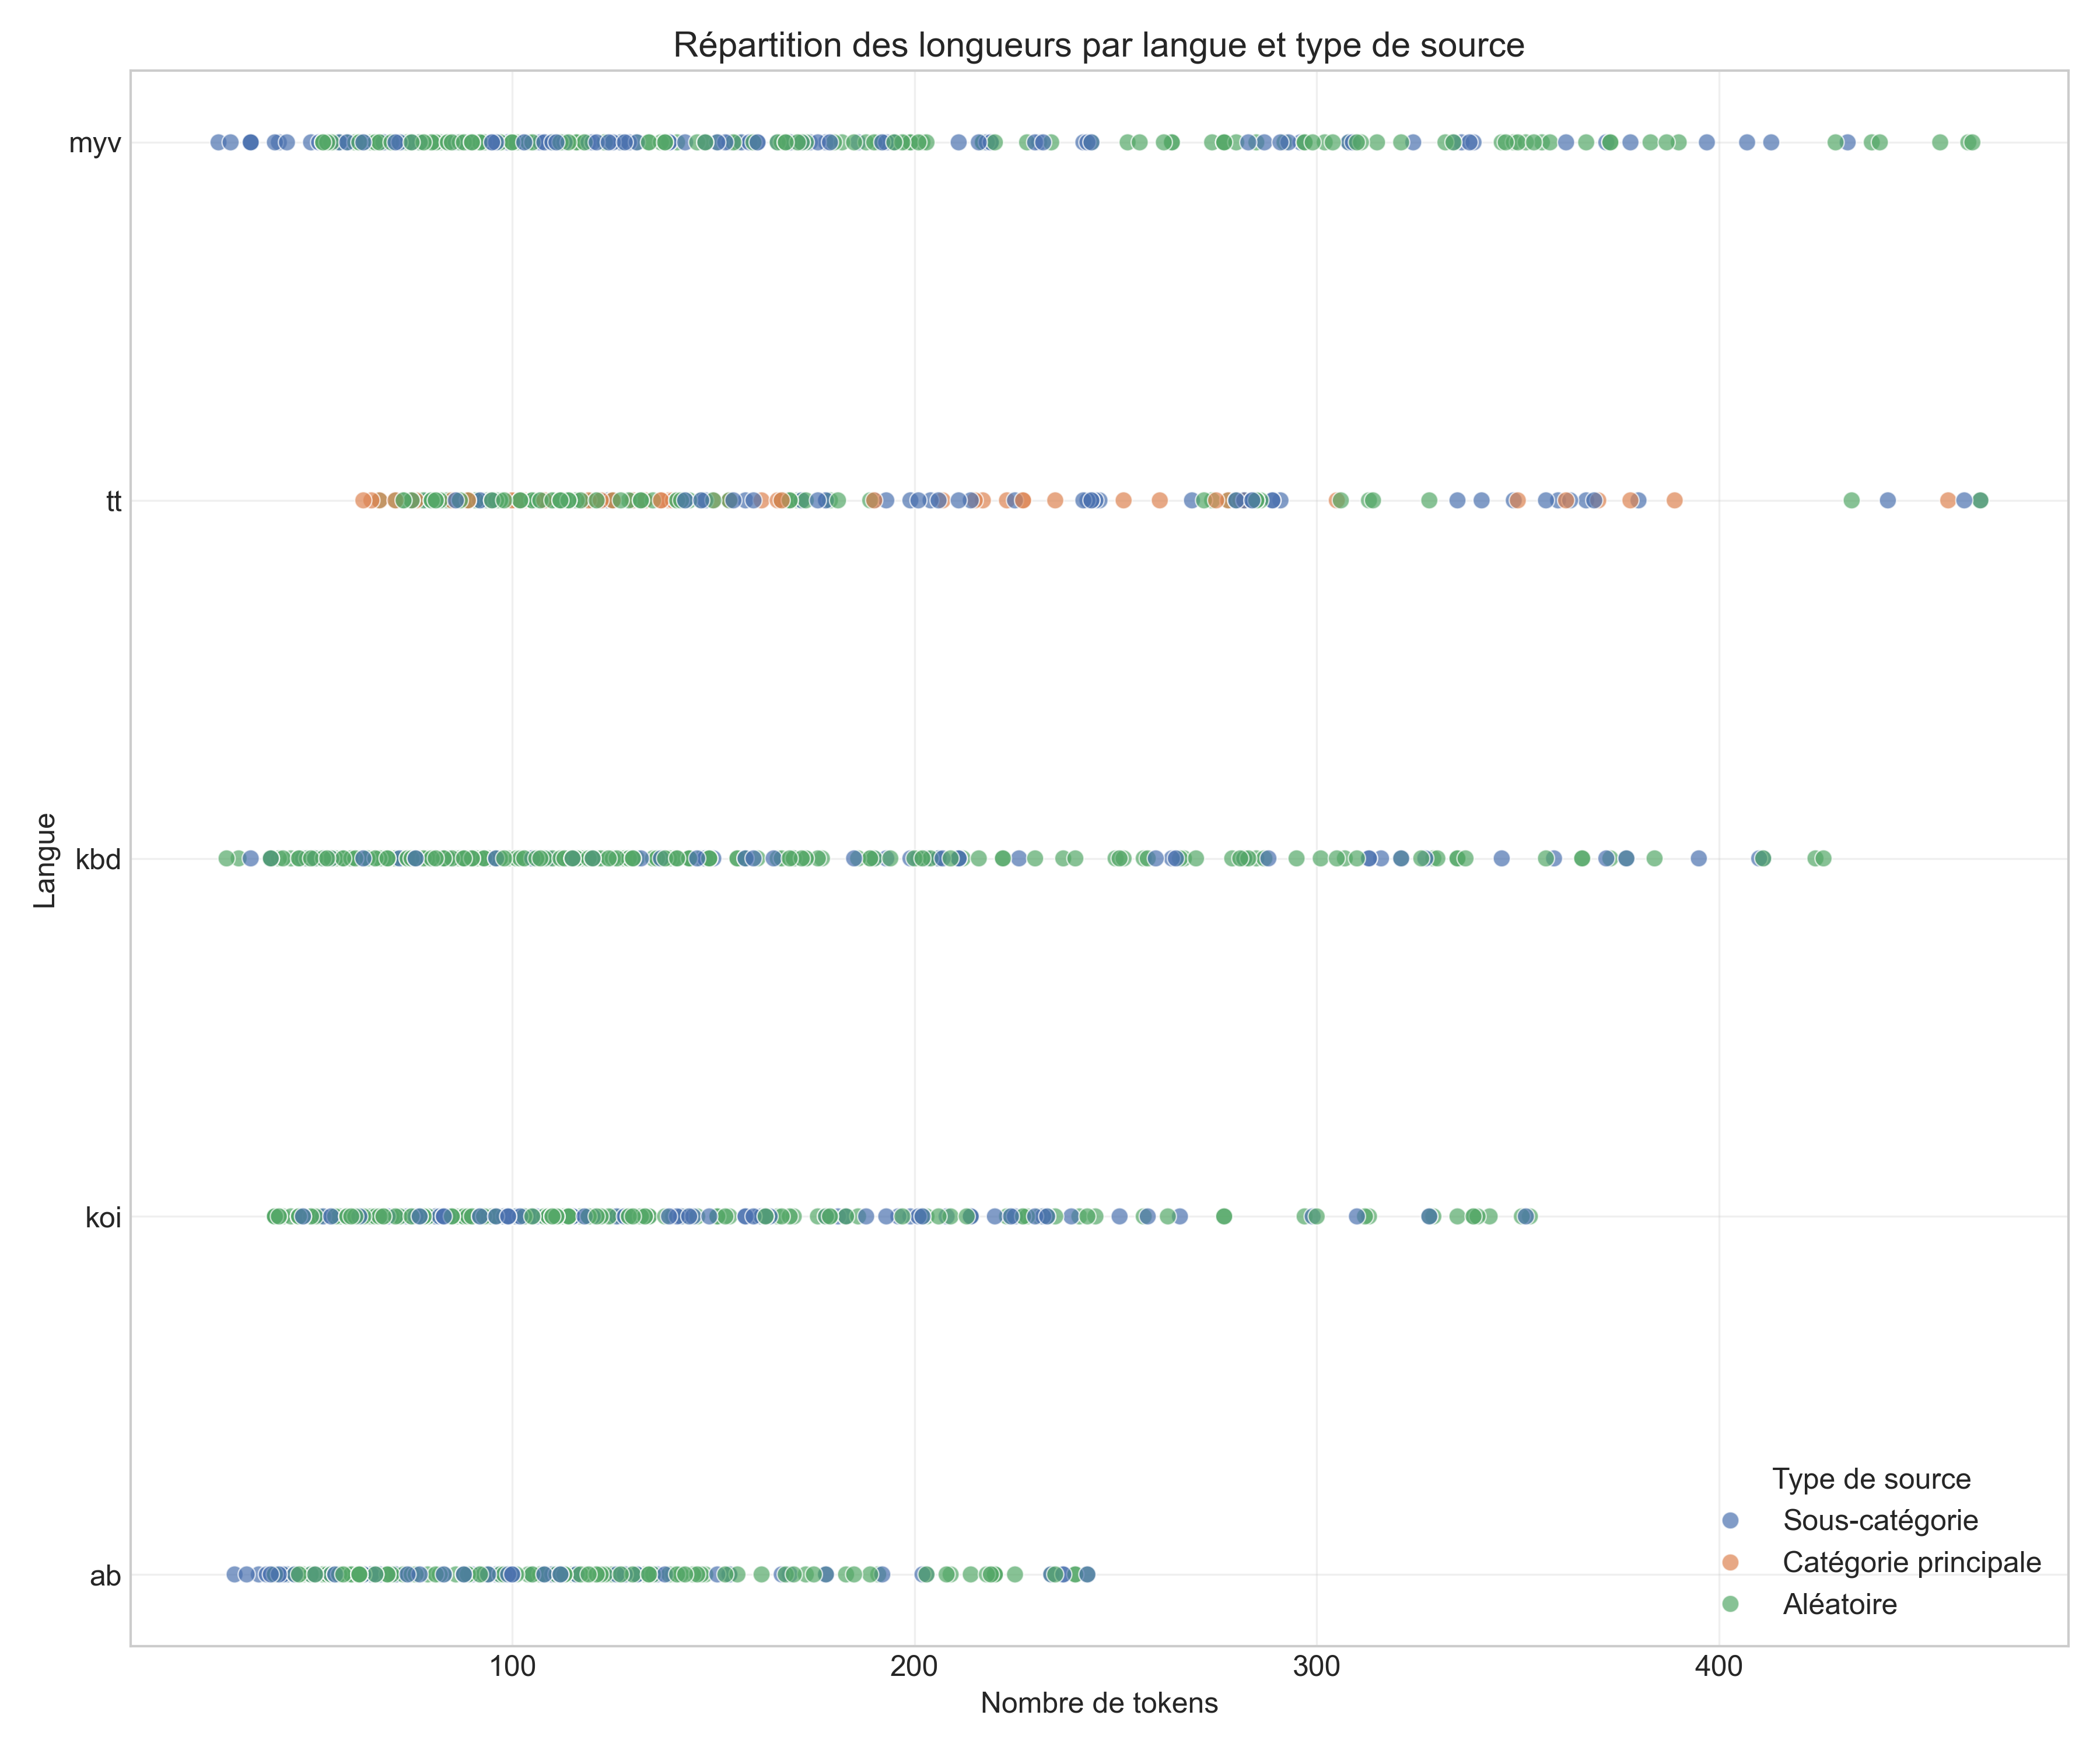 Répartition des longueurs par langue et type de source
myv
tt
kbd
koi
ab
Langue
100 200 300 400
Nombre de tokens
Type de source
Sous-catégorie
Catégorie principale
Aléatoire